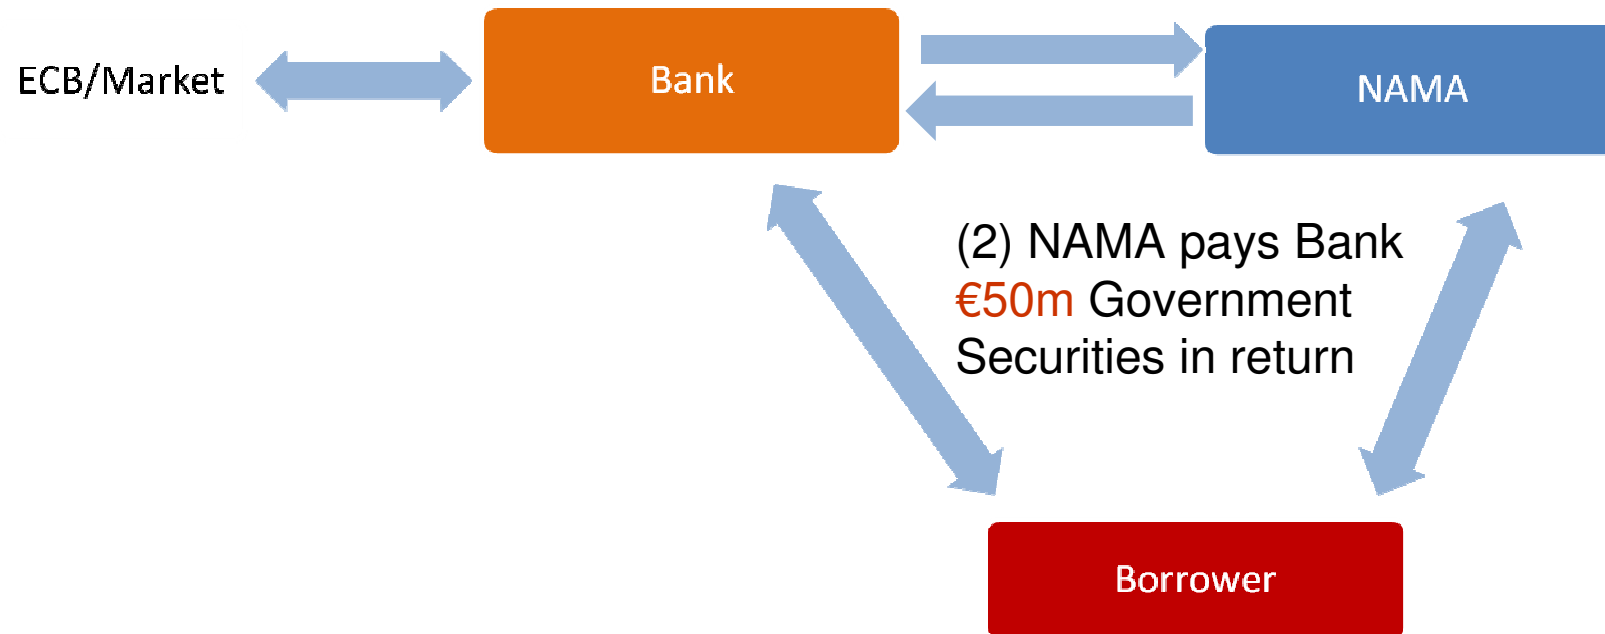 ECB/Market
Bank
NAMA
(2) NAMA pays Bank
€50m Government
Securities in return
Borrower